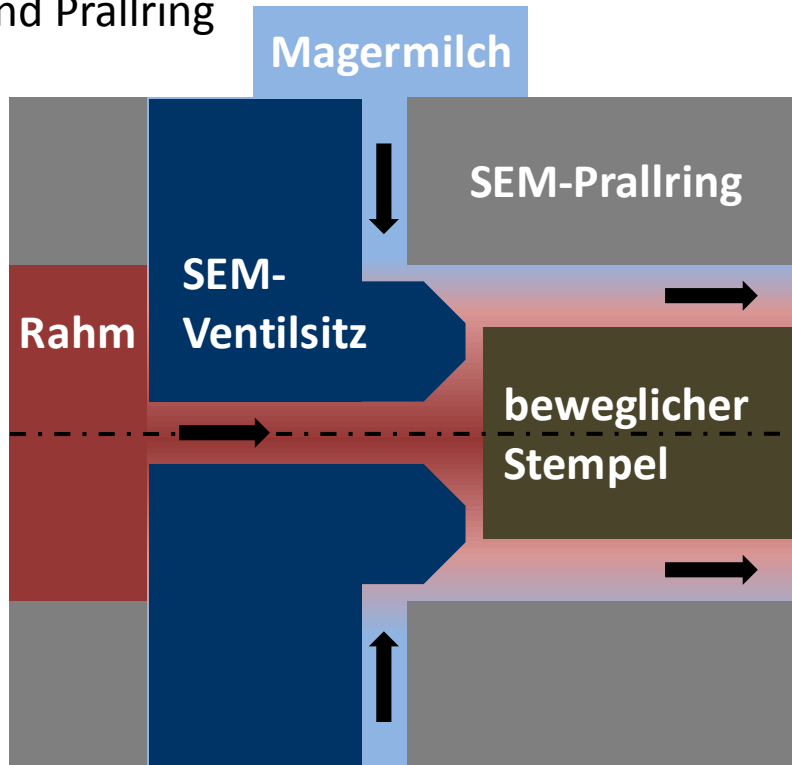 nd Prallring
Magermilch
SEM-Prallring
SEM-
Ventilsitz
Rahm
beweglicher
Stempel